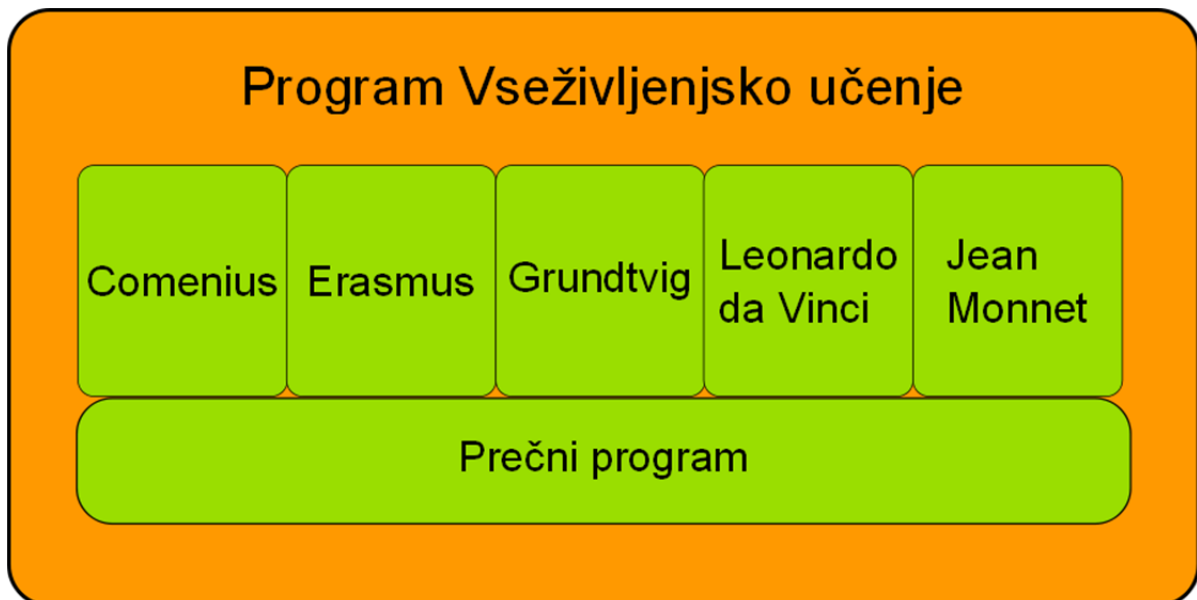 Program Vseživljenjsko učenje
Comenius
Erasmus
Grundtvig
Leonardo
da Vinci
Jean
Monnet
Prečni program